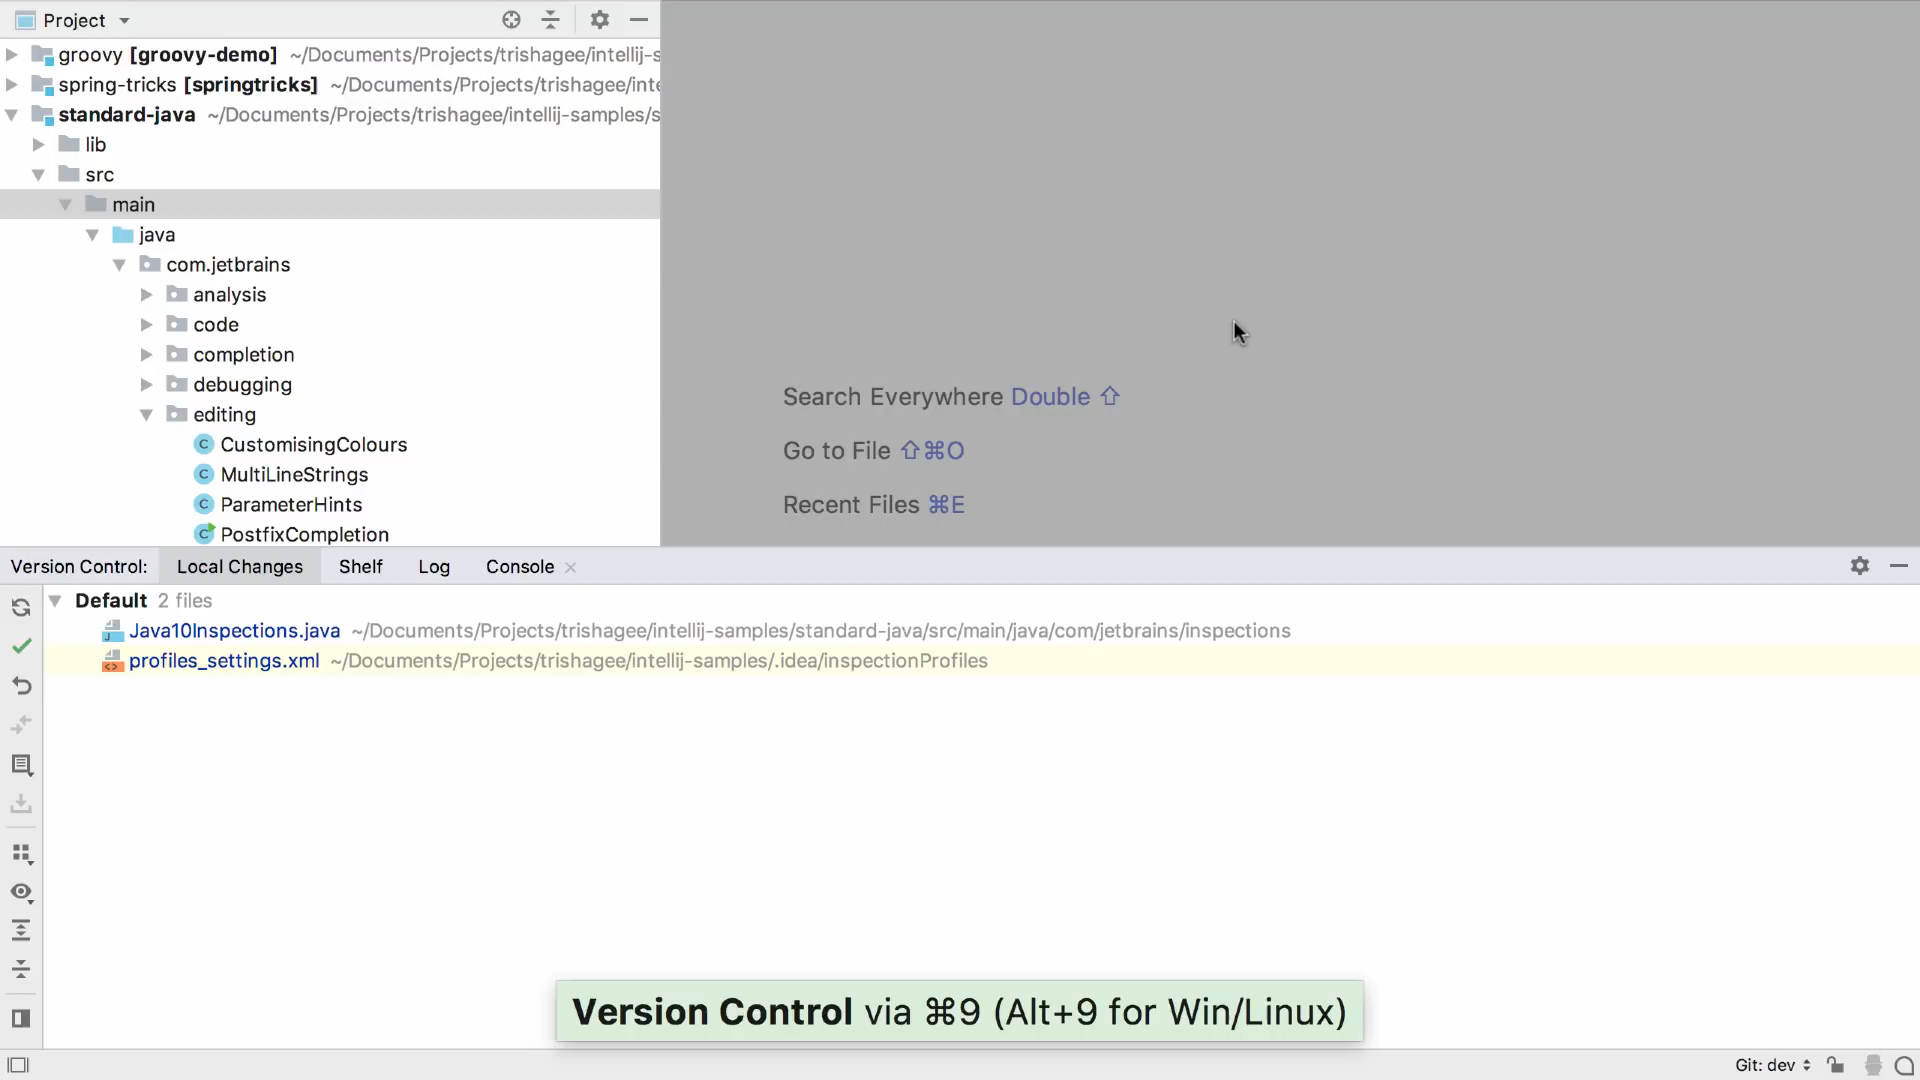 Project
groovy [groovy-demo] ~/Documents/Projects/trishagee/intellij-s
spring-tricks [springtricks] ~/Documents/Projects/trishagee/inte
standard-java ~/Documents/Projects/trishagee/intellij-samples/s
lib
src
main
java
com.jetbrains
analysis
code
completion
debugging
editing
CustomisingColours
MultiLineStrings
ParameterHints
PostfixCompletion
Search Everywhere Double ⇧
Go to File ⇧⌘O
Recent Files ⌘E
Version Control: Local Changes Shelf Log Console
Default 2 files
Java10Inspections.java ~/Documents/Projects/trishagee/intellij-samples/standard-java/src/main/java/com/jetbrains/inspections
profiles_settings.xml ~/Documents/Projects/trishagee/intellij-samples/.idea/inspectionProfiles
Version Control via ⌘9 (Alt+9 for Win/Linux)
Git: dev